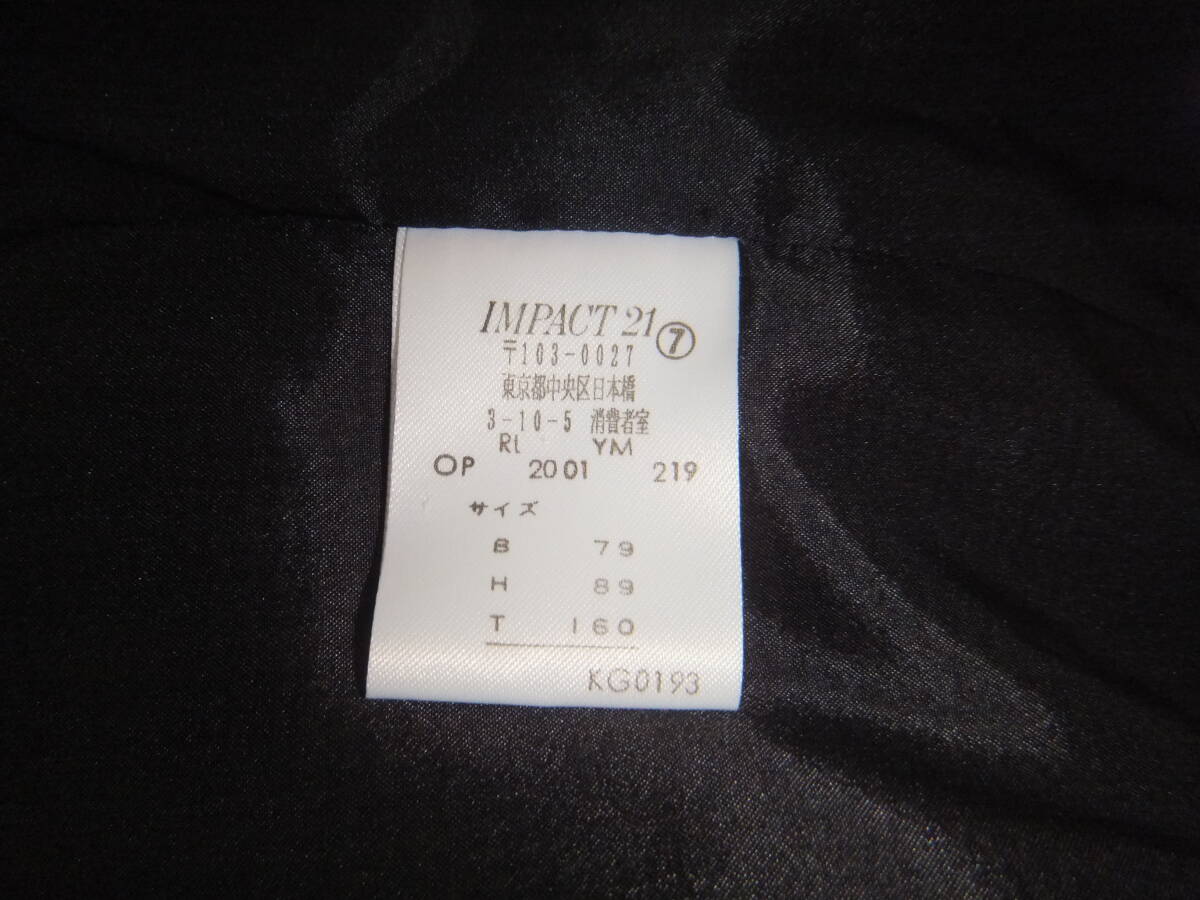 IMPACT 21 ⑦
〒103-0027
東京都中央区日本橋
3-10-5 消費者室
RL YM
OP 2001 219
サイズ
B 79
H 89
T 160
KG0193